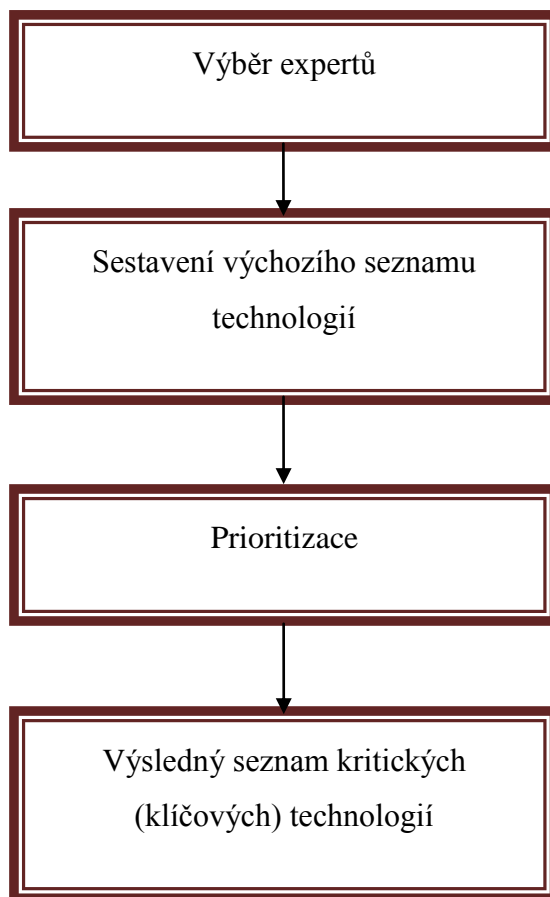 Výběr expertů
Sestavení výchozího seznamu
technologií
Prioritizace
Výsledný seznam kritických
(klíčových) technologií